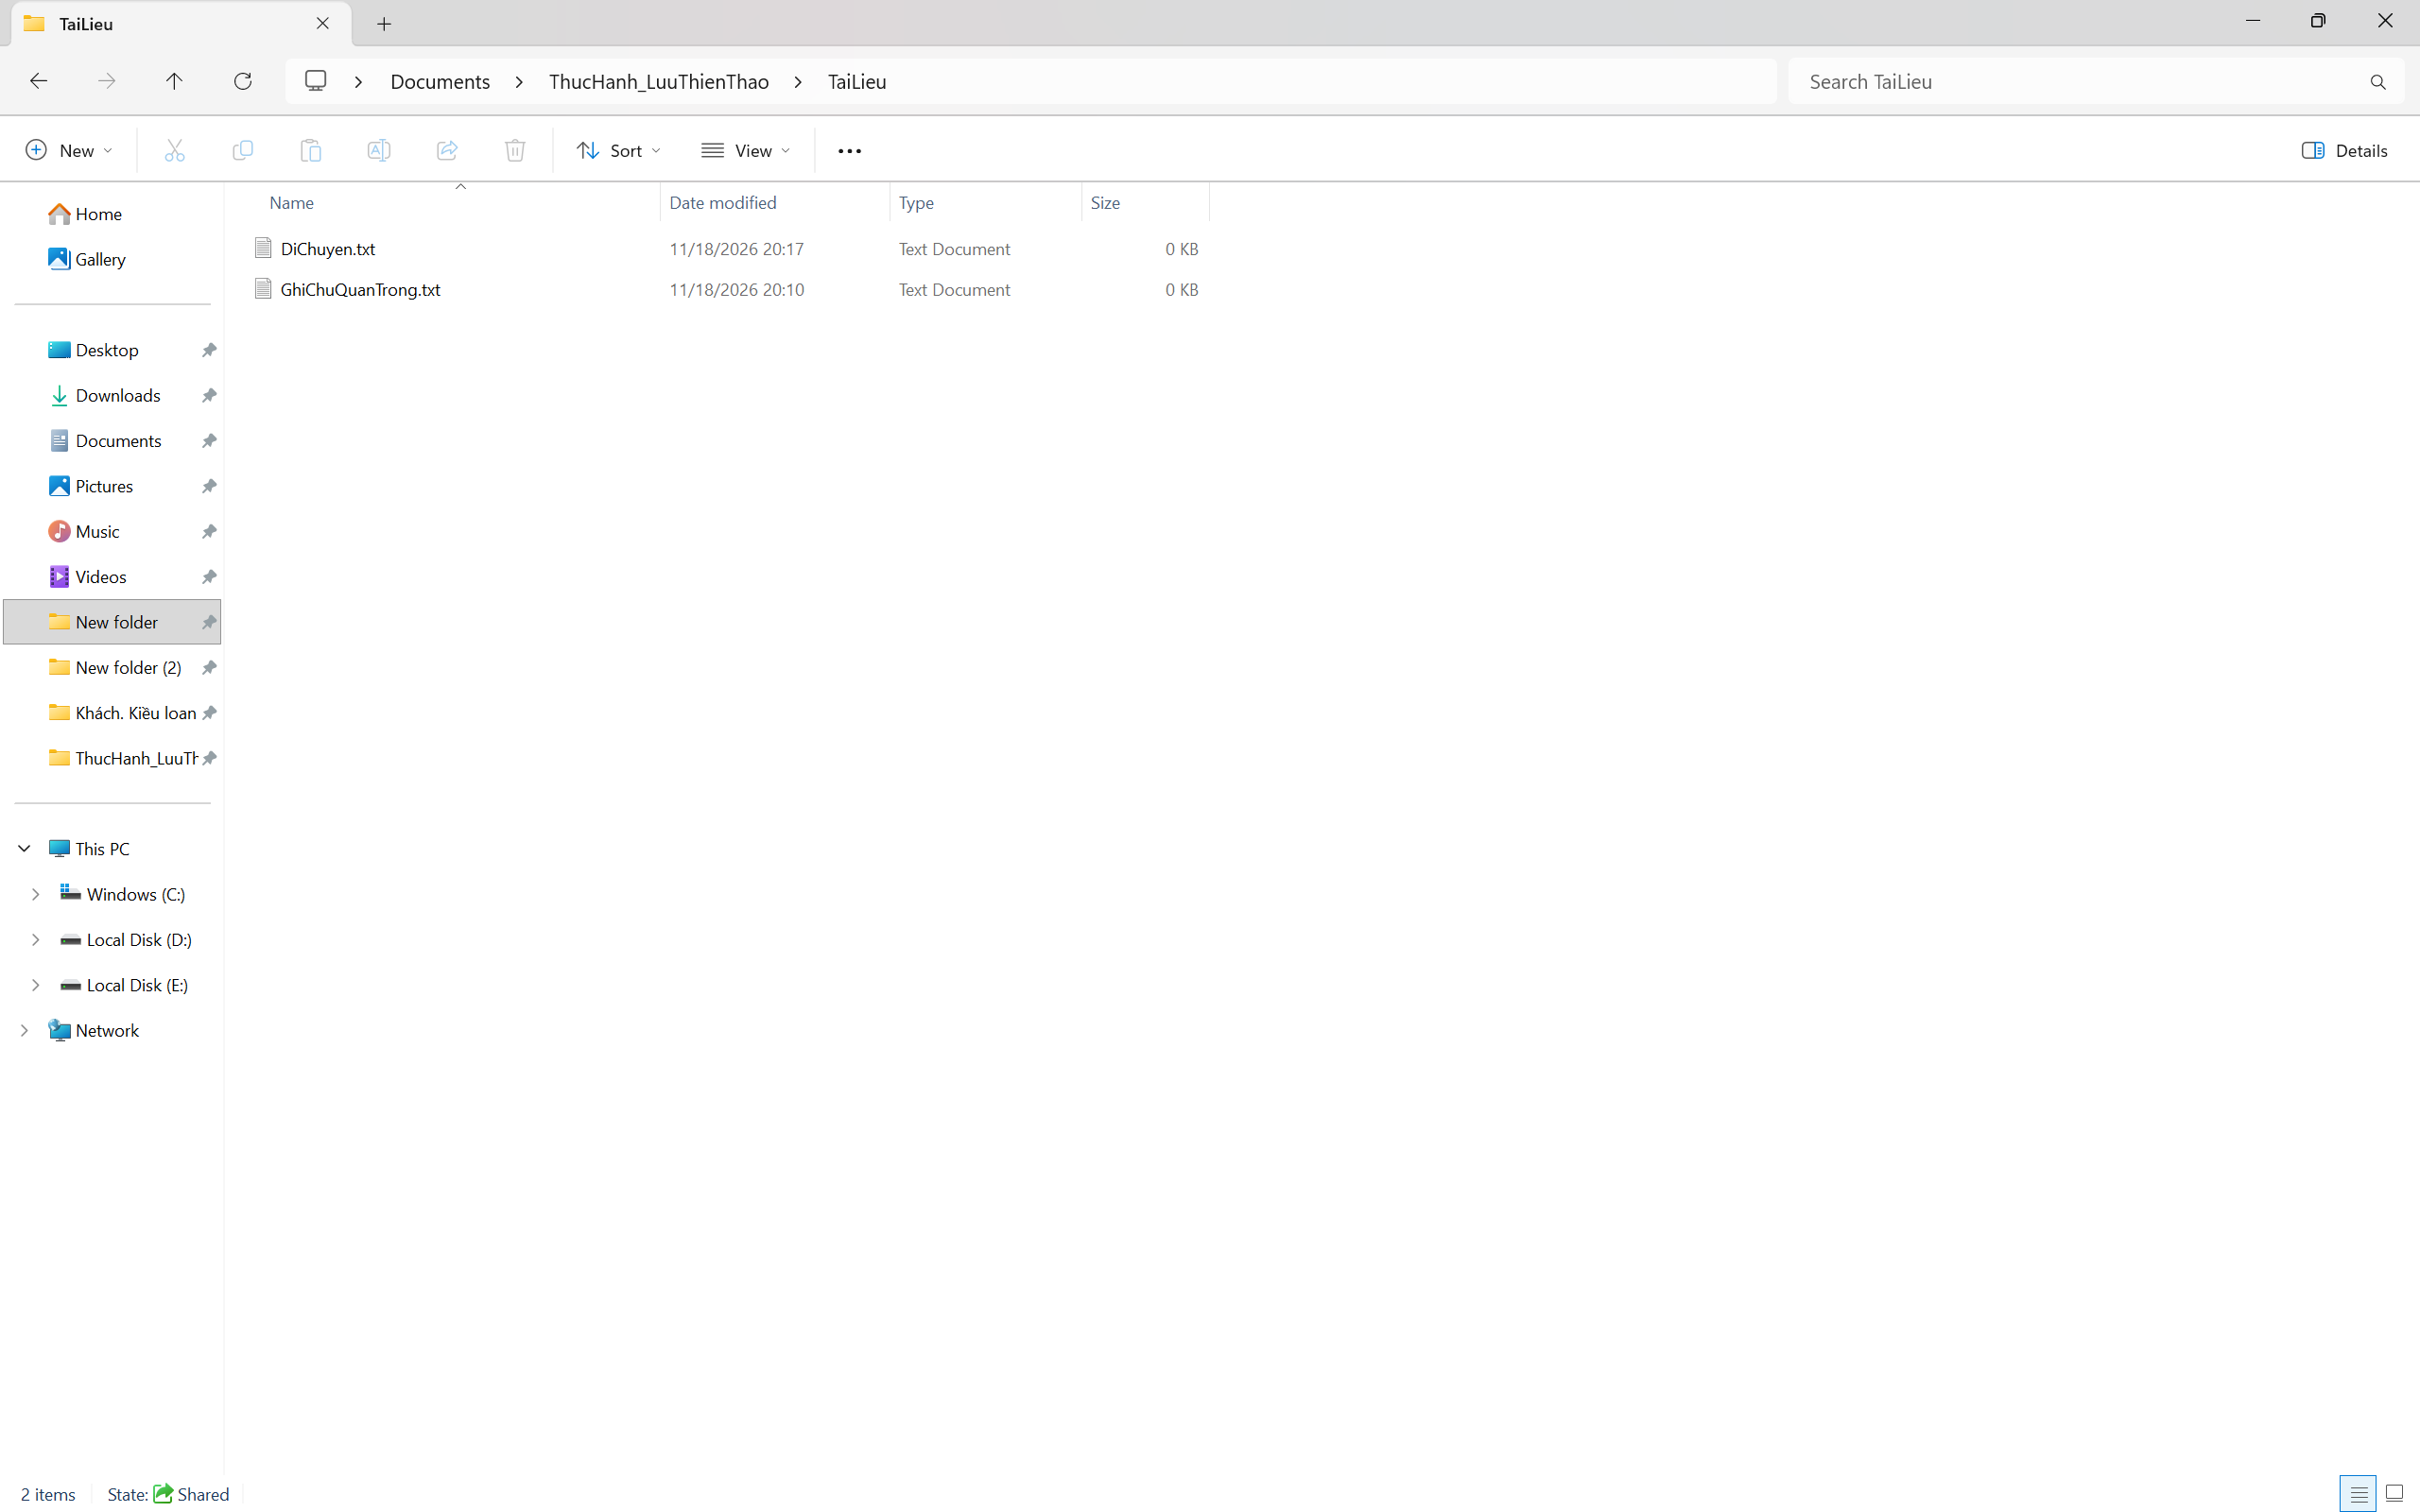 TaiLieu
Documents > ThucHanh_LuuThienThao > TaiLieu
Search TaiLieu
New
Sort
View
Details
Name
Date modified
Type
Size
DiChuyen.txt 11/18/2026 20:17 Text Document 0 KB
GhiChuQuanTrong.txt 11/18/2026 20:10 Text Document 0 KB
Home
Gallery
Desktop
Downloads
Documents
Pictures
Music
Videos
New folder
New folder (2)
Khách. Kiều loan
ThucHanh_LuuTh
This PC
Windows (C:)
Local Disk (D:)
Local Disk (E:)
Network
2 items
State: Shared